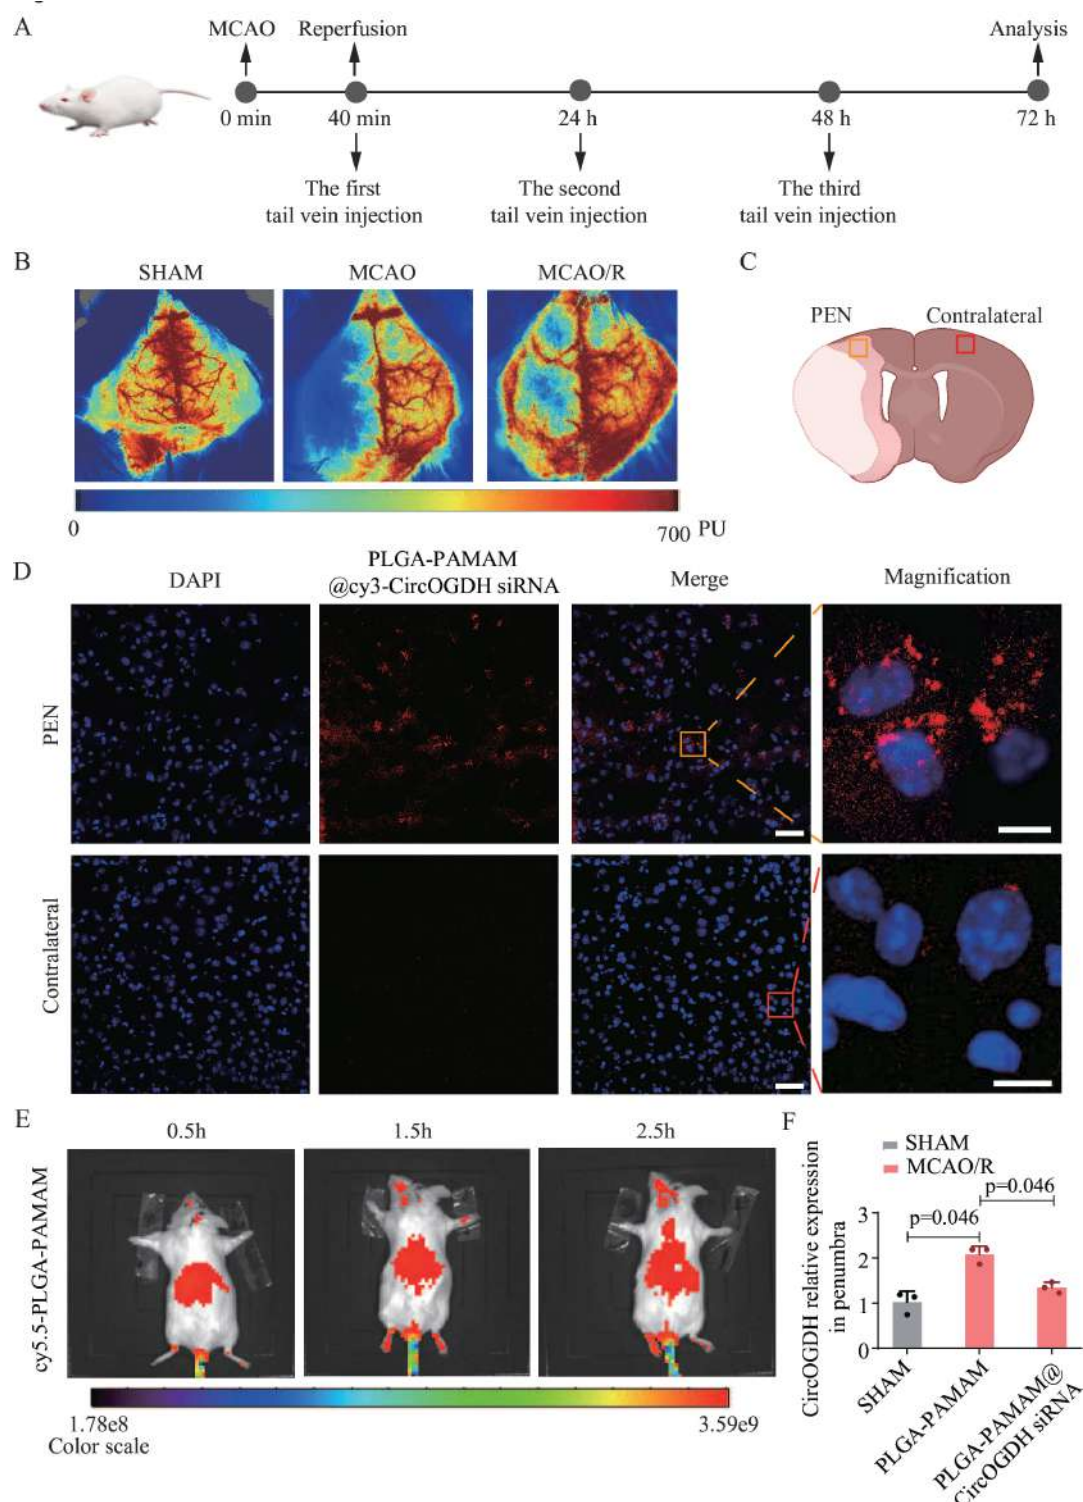 A
MCAO
Reperfusion
Analysis
0 min
40 min
24 h
48 h
72 h
The first
tail vein injection
The second
tail vein injection
The third
tail vein injection
B
SHAM
MCAO
MCAO/R
0
700 PU
C
PEN
Contralateral
D
DAPI
PLGA-PAMAM
@cy3-CircOGDH siRNA
Merge
Magnification
PEN
Contralateral
E
0.5h
1.5h
2.5h
cy5.5-PLGA-PAMAM
1.78e8
3.59e9
Color scale
F
SHAM
MCAO/R
CircOGDH relative expression
in penumbra
p=0.046
p=0.046
3
2
1
0
SHAM
PLGA-PAMAM
PLGA-PAMAM@
CircOGDH siRNA